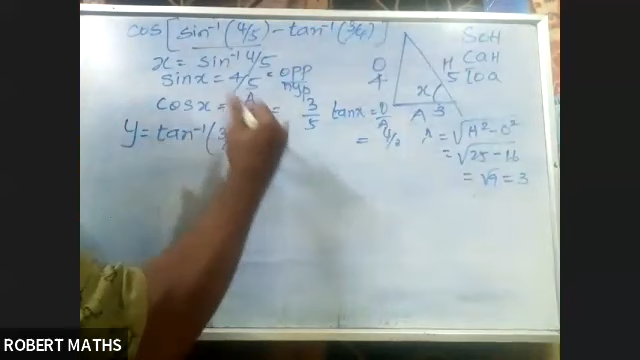 cos [ sin⁻¹ (4/5) - tan⁻¹ (3/4) ]
x = sin⁻¹ 4/5
sin x = 4/5 = opp/hyp
cos x = A = 3/5
tan x = O/A
= 4/3
y = tan⁻¹ (3
O
4
H
5
x
A 3
SOH
CAH
TOA
A = √H² - O²
= √25 - 16
= √9 = 3
ROBERT MATHS